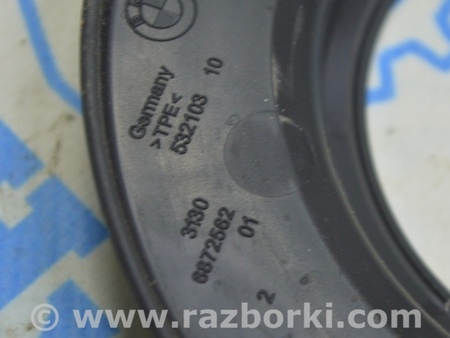 Germany
>TPE<
532103 10
3130
6872562 01
2
© www.razborki.com